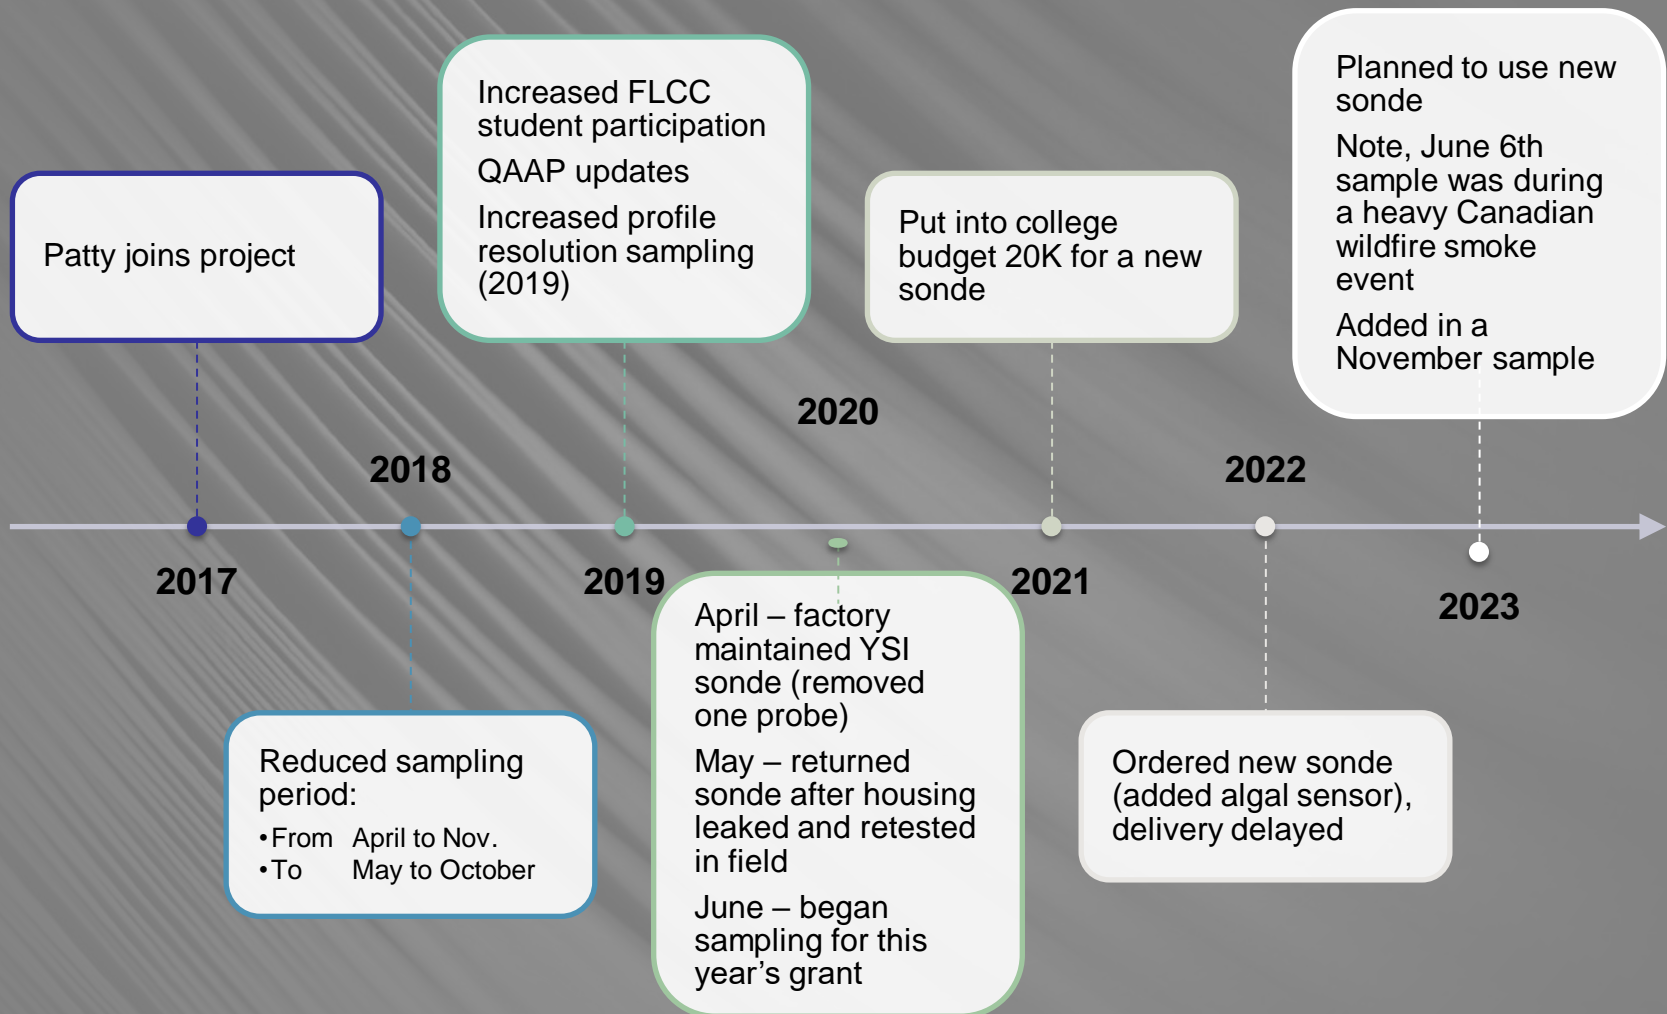 Patty joins project
2017
2018
Reduced sampling
period:
•From April to Nov.
•To May to October
Increased FLCC
student participation
QAAP updates
Increased profile
resolution sampling
(2019)
2019
2020
April – factory
maintained YSI
sonde (removed
one probe)
May – returned
sonde after housing
leaked and retested
in field
June – began
sampling for this
year’s grant
Put into college
budget 20K for a new
sonde
2021
2022
Ordered new sonde
(added algal sensor),
delivery delayed
Planned to use new
sonde
Note, June 6th
sample was during
a heavy Canadian
wildfire smoke
event
Added in a
November sample
2023